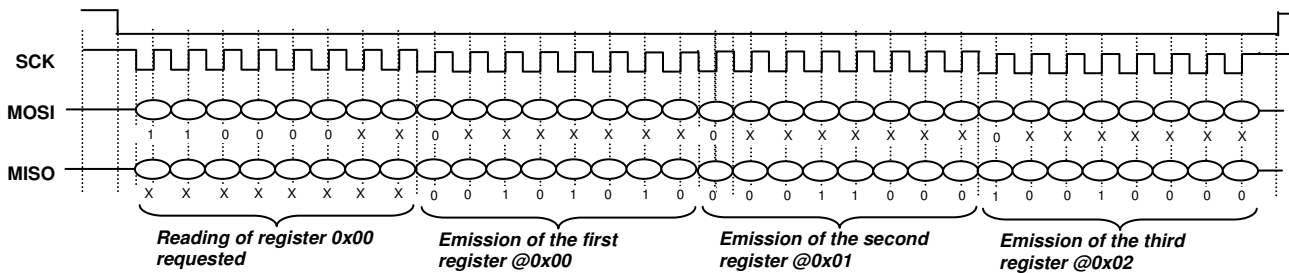 SCK
MOSI
1 1 0 0 0 0 X X 0 X X X X X X X 0 X X X X X X X 0 X X X X X X X
MISO
X X X X X X X X 0 0 1 0 1 0 1 0 0 0 0 1 1 0 0 0 1 0 0 1 0 0 0 0
Reading of register 0x00
requested
Emission of the first
register @0x00
Emission of the second
register @0x01
Emission of the third
register @0x02